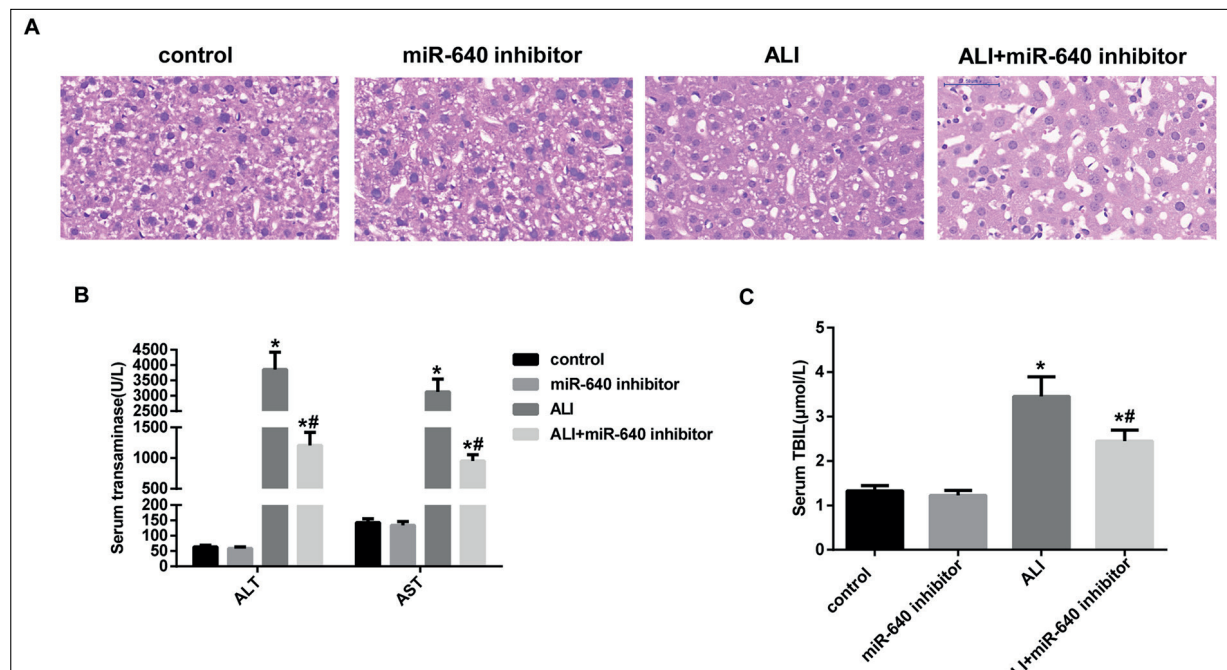 A
control
miR-640 inhibitor
ALI
ALI+miR-640 inhibitor
B
Serum transaminase(U/L)
4500
4000
3500
3000
2500
1500
1000
500
200
150
100
50
0
*
*#
*
*#
ALT
AST
control
miR-640 inhibitor
ALI
ALI+miR-640 inhibitor
C
Serum TBIL(μmol/L)
5
4
3
2
1
0
*
*#
control
miR-640 inhibitor
ALI
LI+miR-640 inhibitor